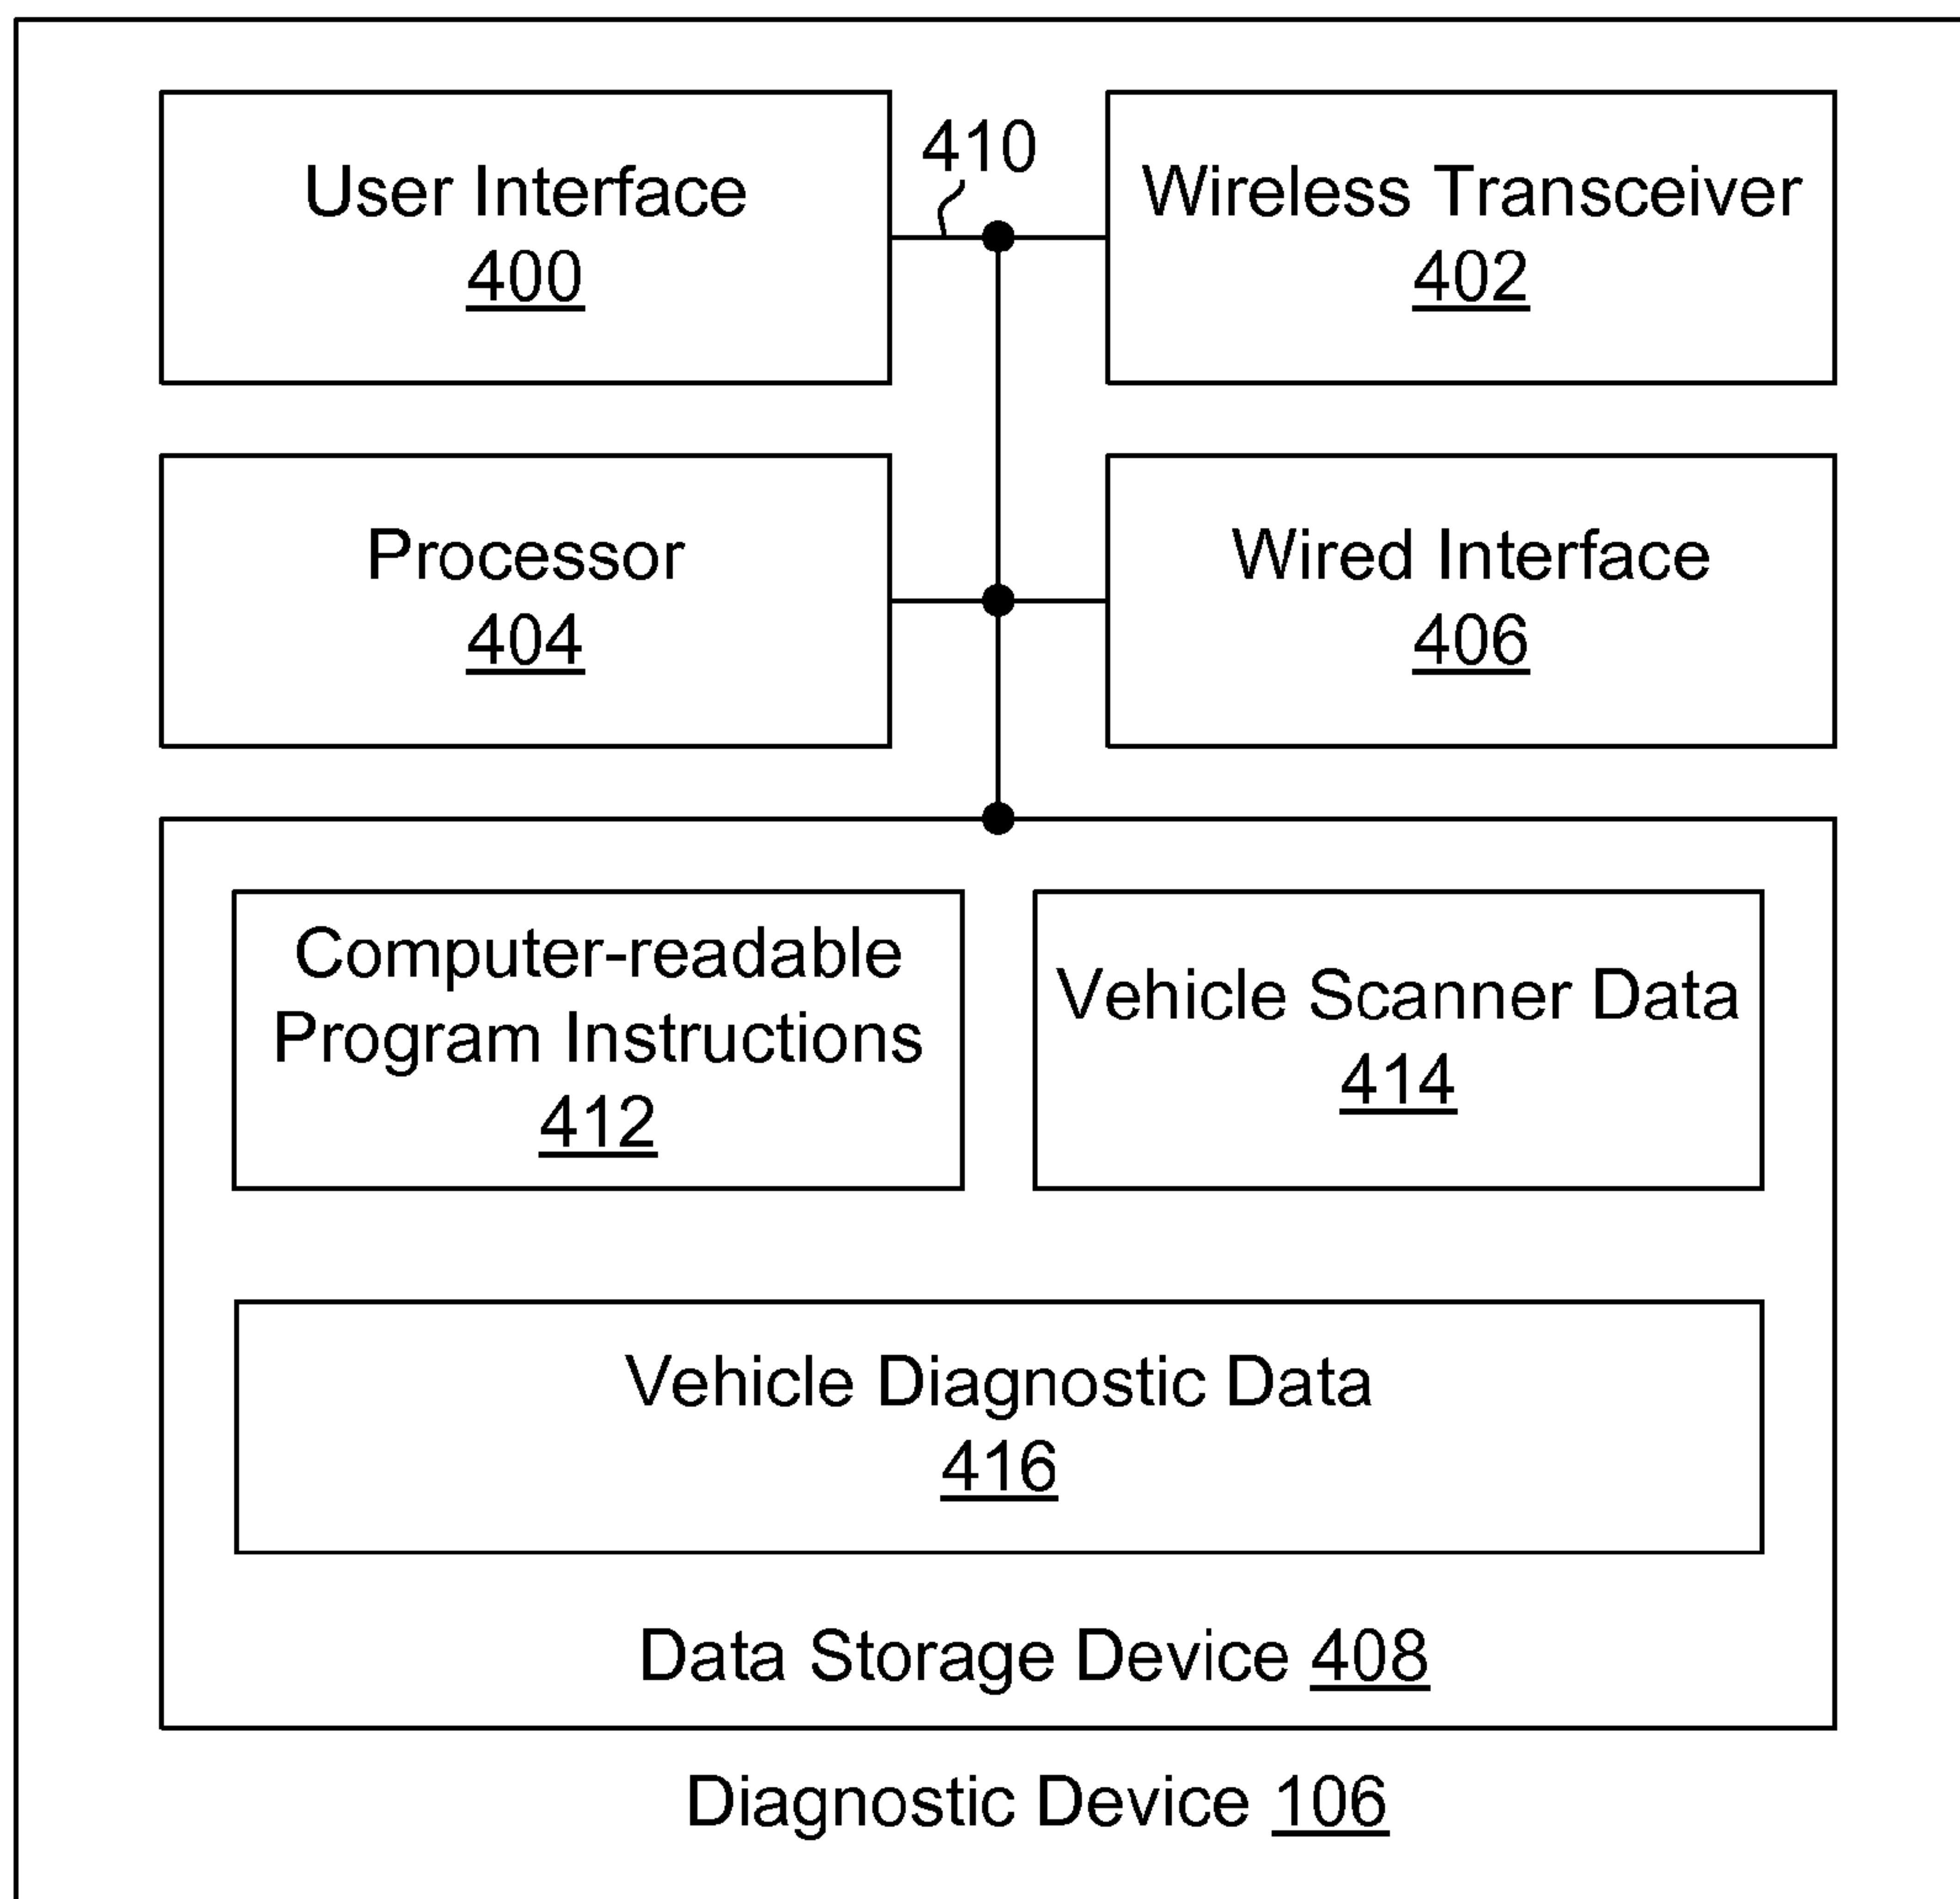 User Interface
400
410
Wireless Transceiver
402
Processor
404
Wired Interface
406
Computer-readable
Program Instructions
412
Vehicle Scanner Data
414
Vehicle Diagnostic Data
416
Data Storage Device 408
Diagnostic Device 106